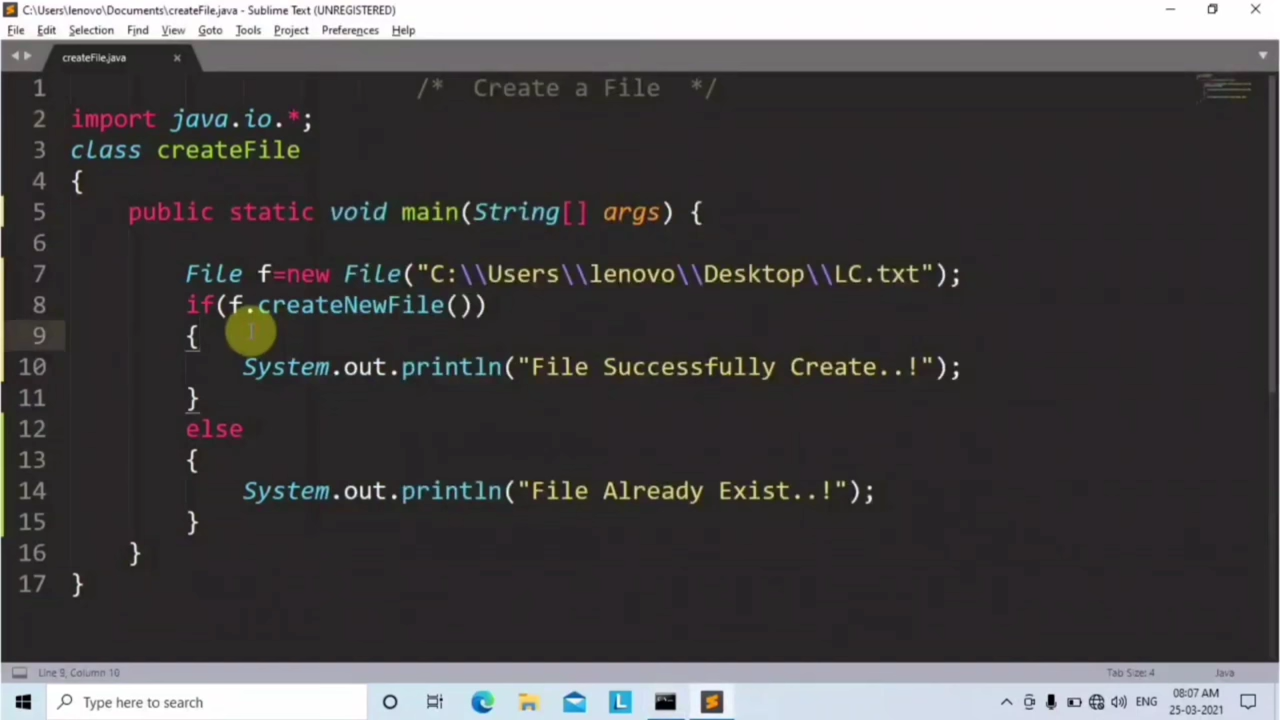 C:\Users\lenovo\Documents\createFile.java - Sublime Text (UNREGISTERED)
File Edit Selection Find View Goto Tools Project Preferences Help
createFile.java
1 /* Create a File */
2 import java.io.*;
3 class createFile
4 {
5 public static void main(String[] args) {
6
7 File f=new File("C:\\Users\\lenovo\\Desktop\\LC.txt");
8 if(f.createNewFile())
9 {
10 System.out.println("File Successfully Create..!");
11 }
12 else
13 {
14 System.out.println("File Already Exist..!");
15 }
16 }
17 }
Line 9, Column 10 Tab Size: 4 Java
Type here to search L ENG 08:07 AM
25-03-2021